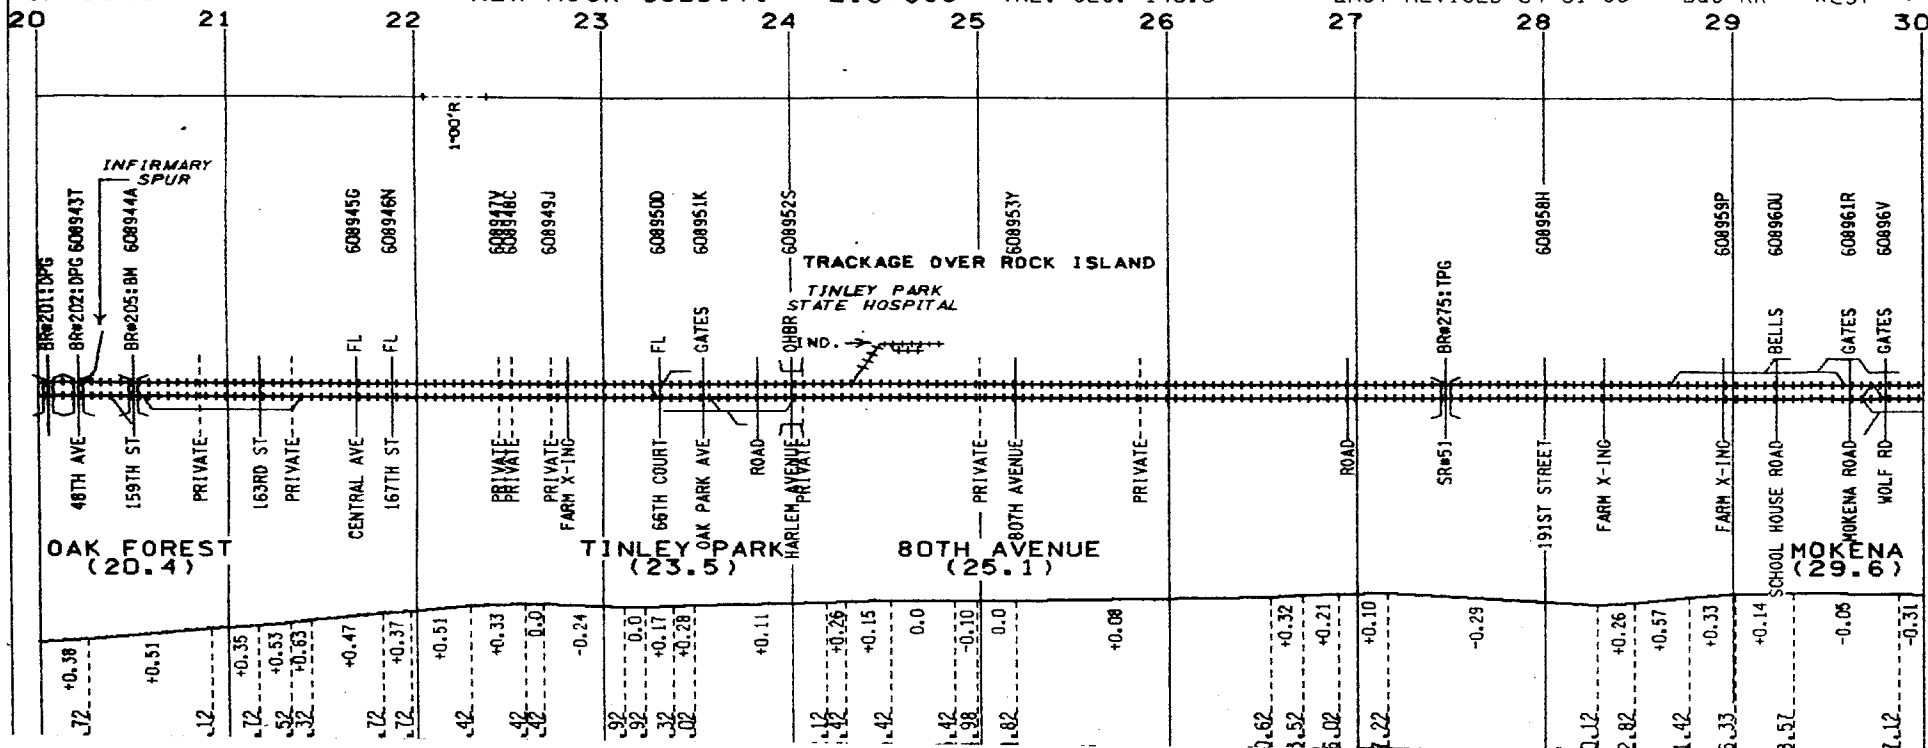 20 21 22 23 24 25 26 27 28 29 30
1°00'R
INFIRMARY
SPUR
BR#201:DPG
BR#202:DPG 608943T
BR#205:BM 608944A
608945G
608946N
608947V
608948C
608949J
608950D
608951K
608952S
608953Y
608958H
608959P
608960U
608961R
60896V
TRACKAGE OVER ROCK ISLAND
TINLEY PARK
STATE HOSPITAL
IND.
FL
FL
FL
GATES
OHBR
BR#275:TPG
BELLS
GATES
GATES
48TH AVE
159TH ST
PRIVATE
163RD ST
PRIVATE
CENTRAL AVE
167TH ST
PRIVATE
PRIVATE
PRIVATE
FARM X-ING
66TH COURT
OAK PARK AVE
ROAD
HARLEM AVENUE
PRIVATE
PRIVATE
80TH AVENUE
PRIVATE
ROAD
SR#51
191ST STREET
FARM X-ING
FARM X-ING
SCHOOL HOUSE ROAD
MOKENA ROAD
WOLF RD
OAK FOREST
(20.4)
TINLEY PARK
(23.5)
80TH AVENUE
(25.1)
MOKENA
(29.6)
+0.38
+0.51
+0.35
+0.53
+0.63
+0.47
+0.37
+0.51
+0.33
0.0
-0.24
0.0
+0.17
+0.28
+0.11
+0.26
+0.15
0.0
-0.10
0.0
+0.08
+0.32
+0.21
+0.10
-0.29
+0.26
+0.57
+0.33
+0.14
-0.05
-0.31